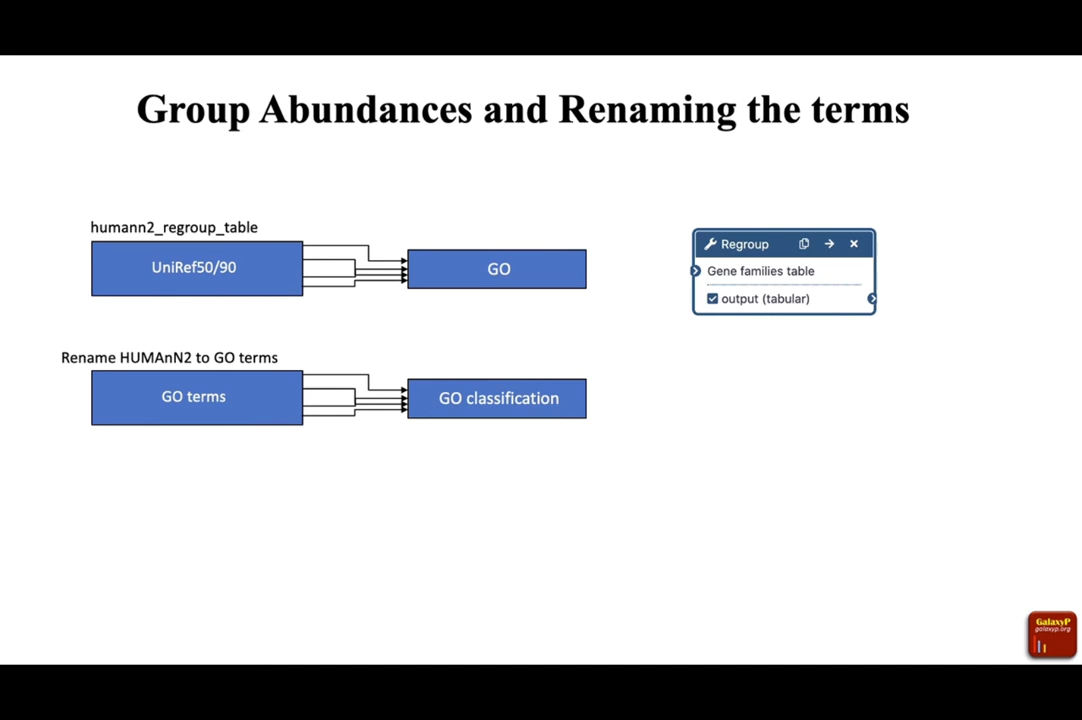 Group Abundances and Renaming the terms
humann2_regroup_table
UniRef50/90
GO
Regroup
Gene families table
output (tabular)
Rename HUMAnN2 to GO terms
GO terms
GO classification
GalaxyP
galaxyp.org